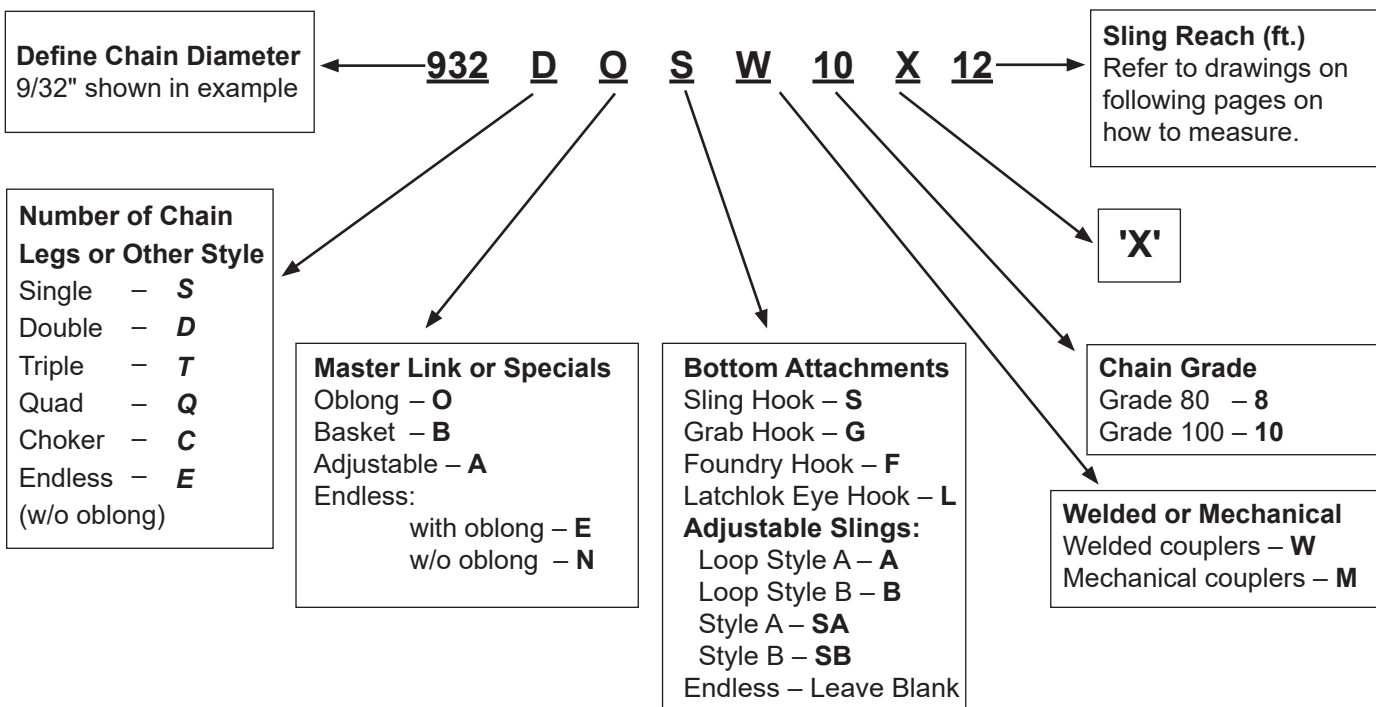 Define Chain Diameter
9/32" shown in example
932 D O S W 10 X 12
Sling Reach (ft.)
Refer to drawings on
following pages on
how to measure.
Number of Chain
Legs or Other Style
Single – S
Double – D
Triple – T
Quad – Q
Choker – C
Endless – E
(w/o oblong)
Master Link or Specials
Oblong – O
Basket – B
Adjustable – A
Endless:
with oblong – E
w/o oblong – N
Bottom Attachments
Sling Hook – S
Grab Hook – G
Foundry Hook – F
Latchlok Eye Hook – L
Adjustable Slings:
Loop Style A – A
Loop Style B – B
Style A – SA
Style B – SB
Endless – Leave Blank
'X'
Chain Grade
Grade 80 – 8
Grade 100 – 10
Welded or Mechanical
Welded couplers – W
Mechanical couplers – M